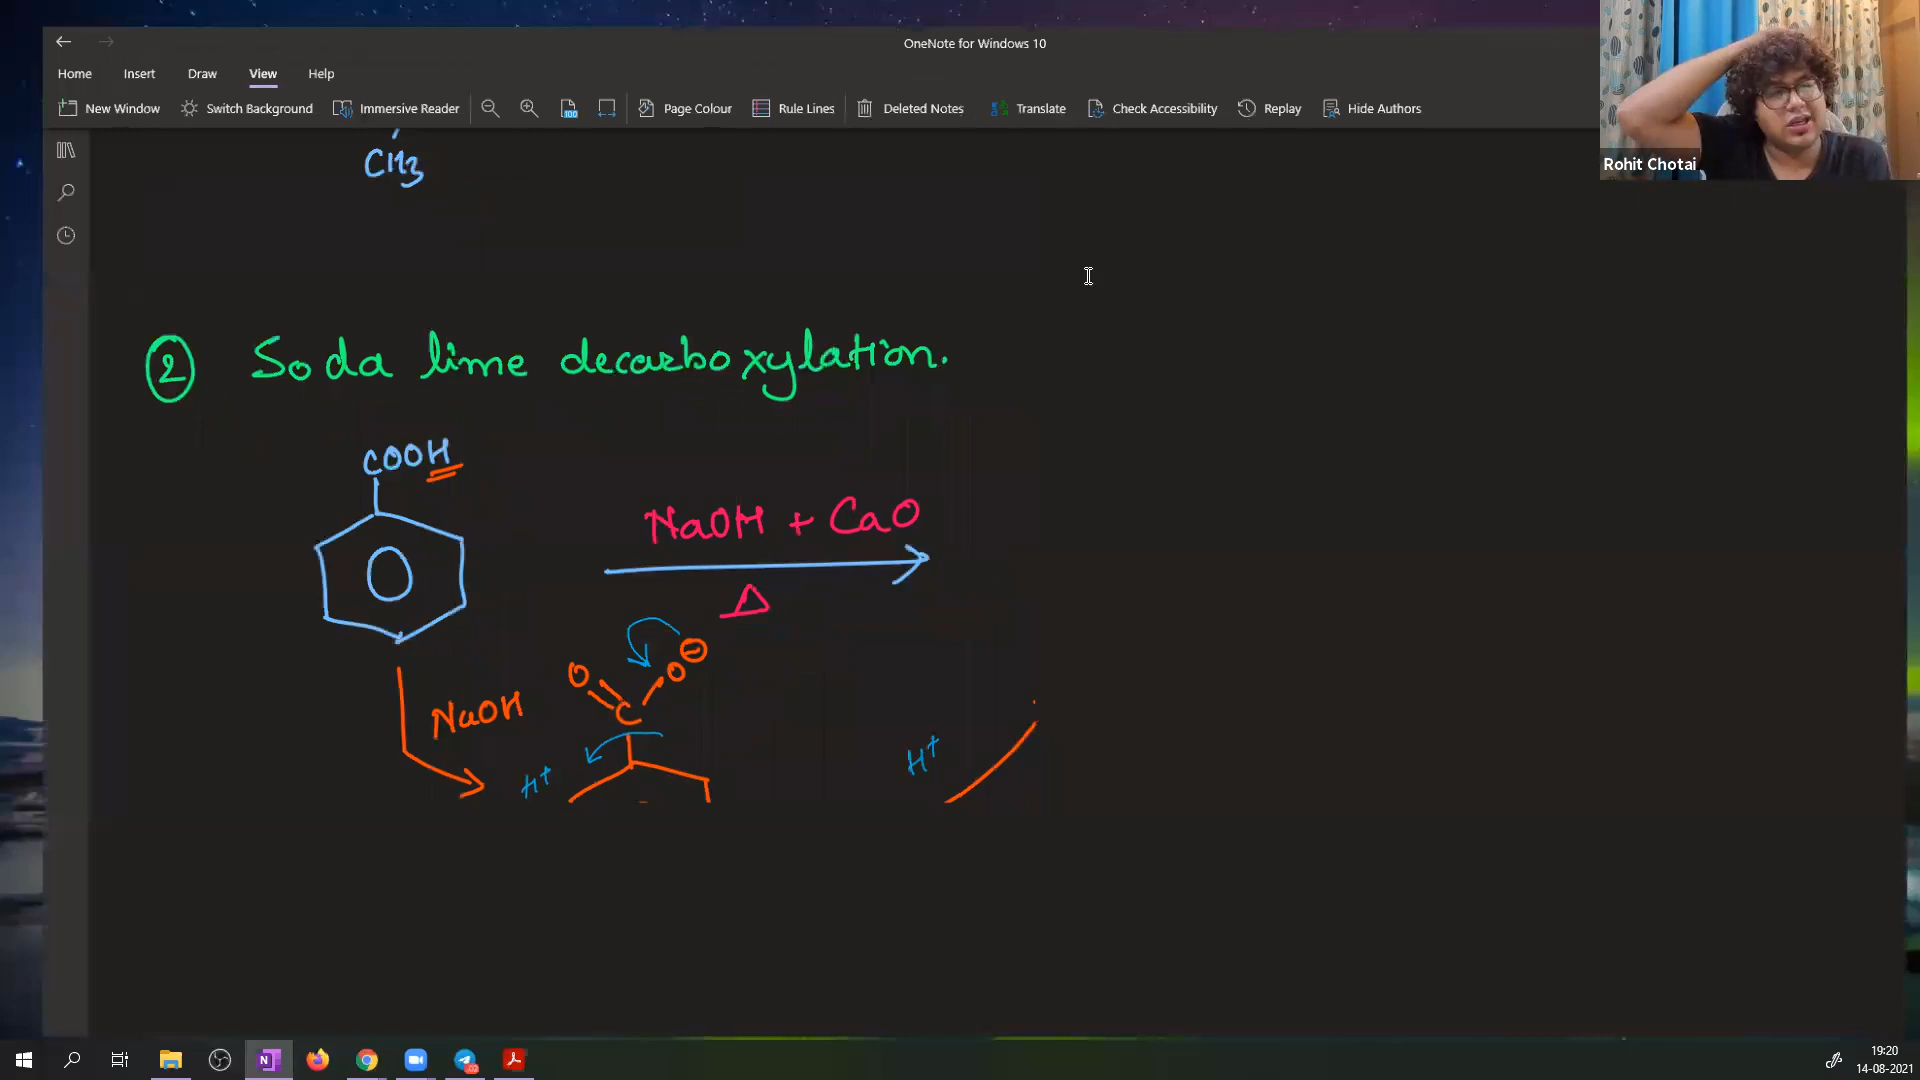 OneNote for Windows 10
Home Insert Draw View Help
New Window Switch Background Immersive Reader 100 Page Colour Rule Lines Deleted Notes Translate Check Accessibility Replay Hide Authors
Rohit Chotai
CH3
2 Soda lime decarboxylation.
COOH
NaOH + CaO
Δ
O
O ⊖
C
NaOH
H+
H+
19:20
14-08-2021